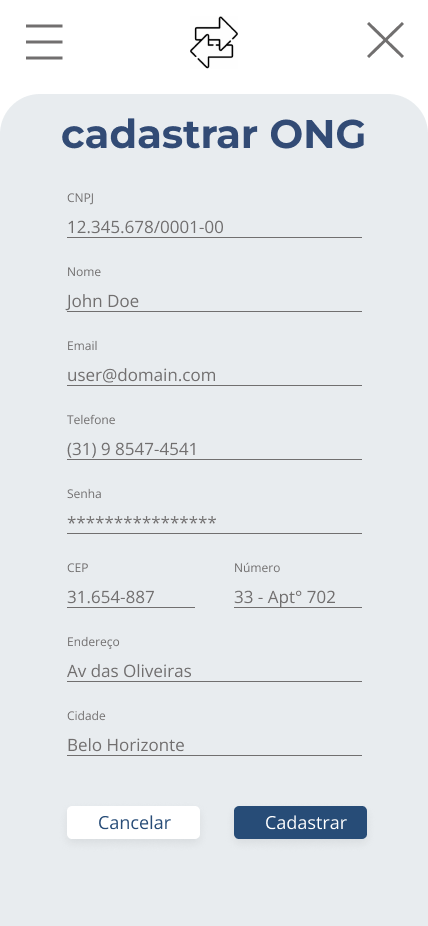 cadastrar ONG
CNPJ
12.345.678/0001-00
Nome
John Doe
Email
user@domain.com
Telefone
(31) 9 8547-4541
Senha
****************
CEP Número
31.654-887 33 - Apt° 702
Endereço
Av das Oliveiras
Cidade
Belo Horizonte
Cancelar Cadastrar